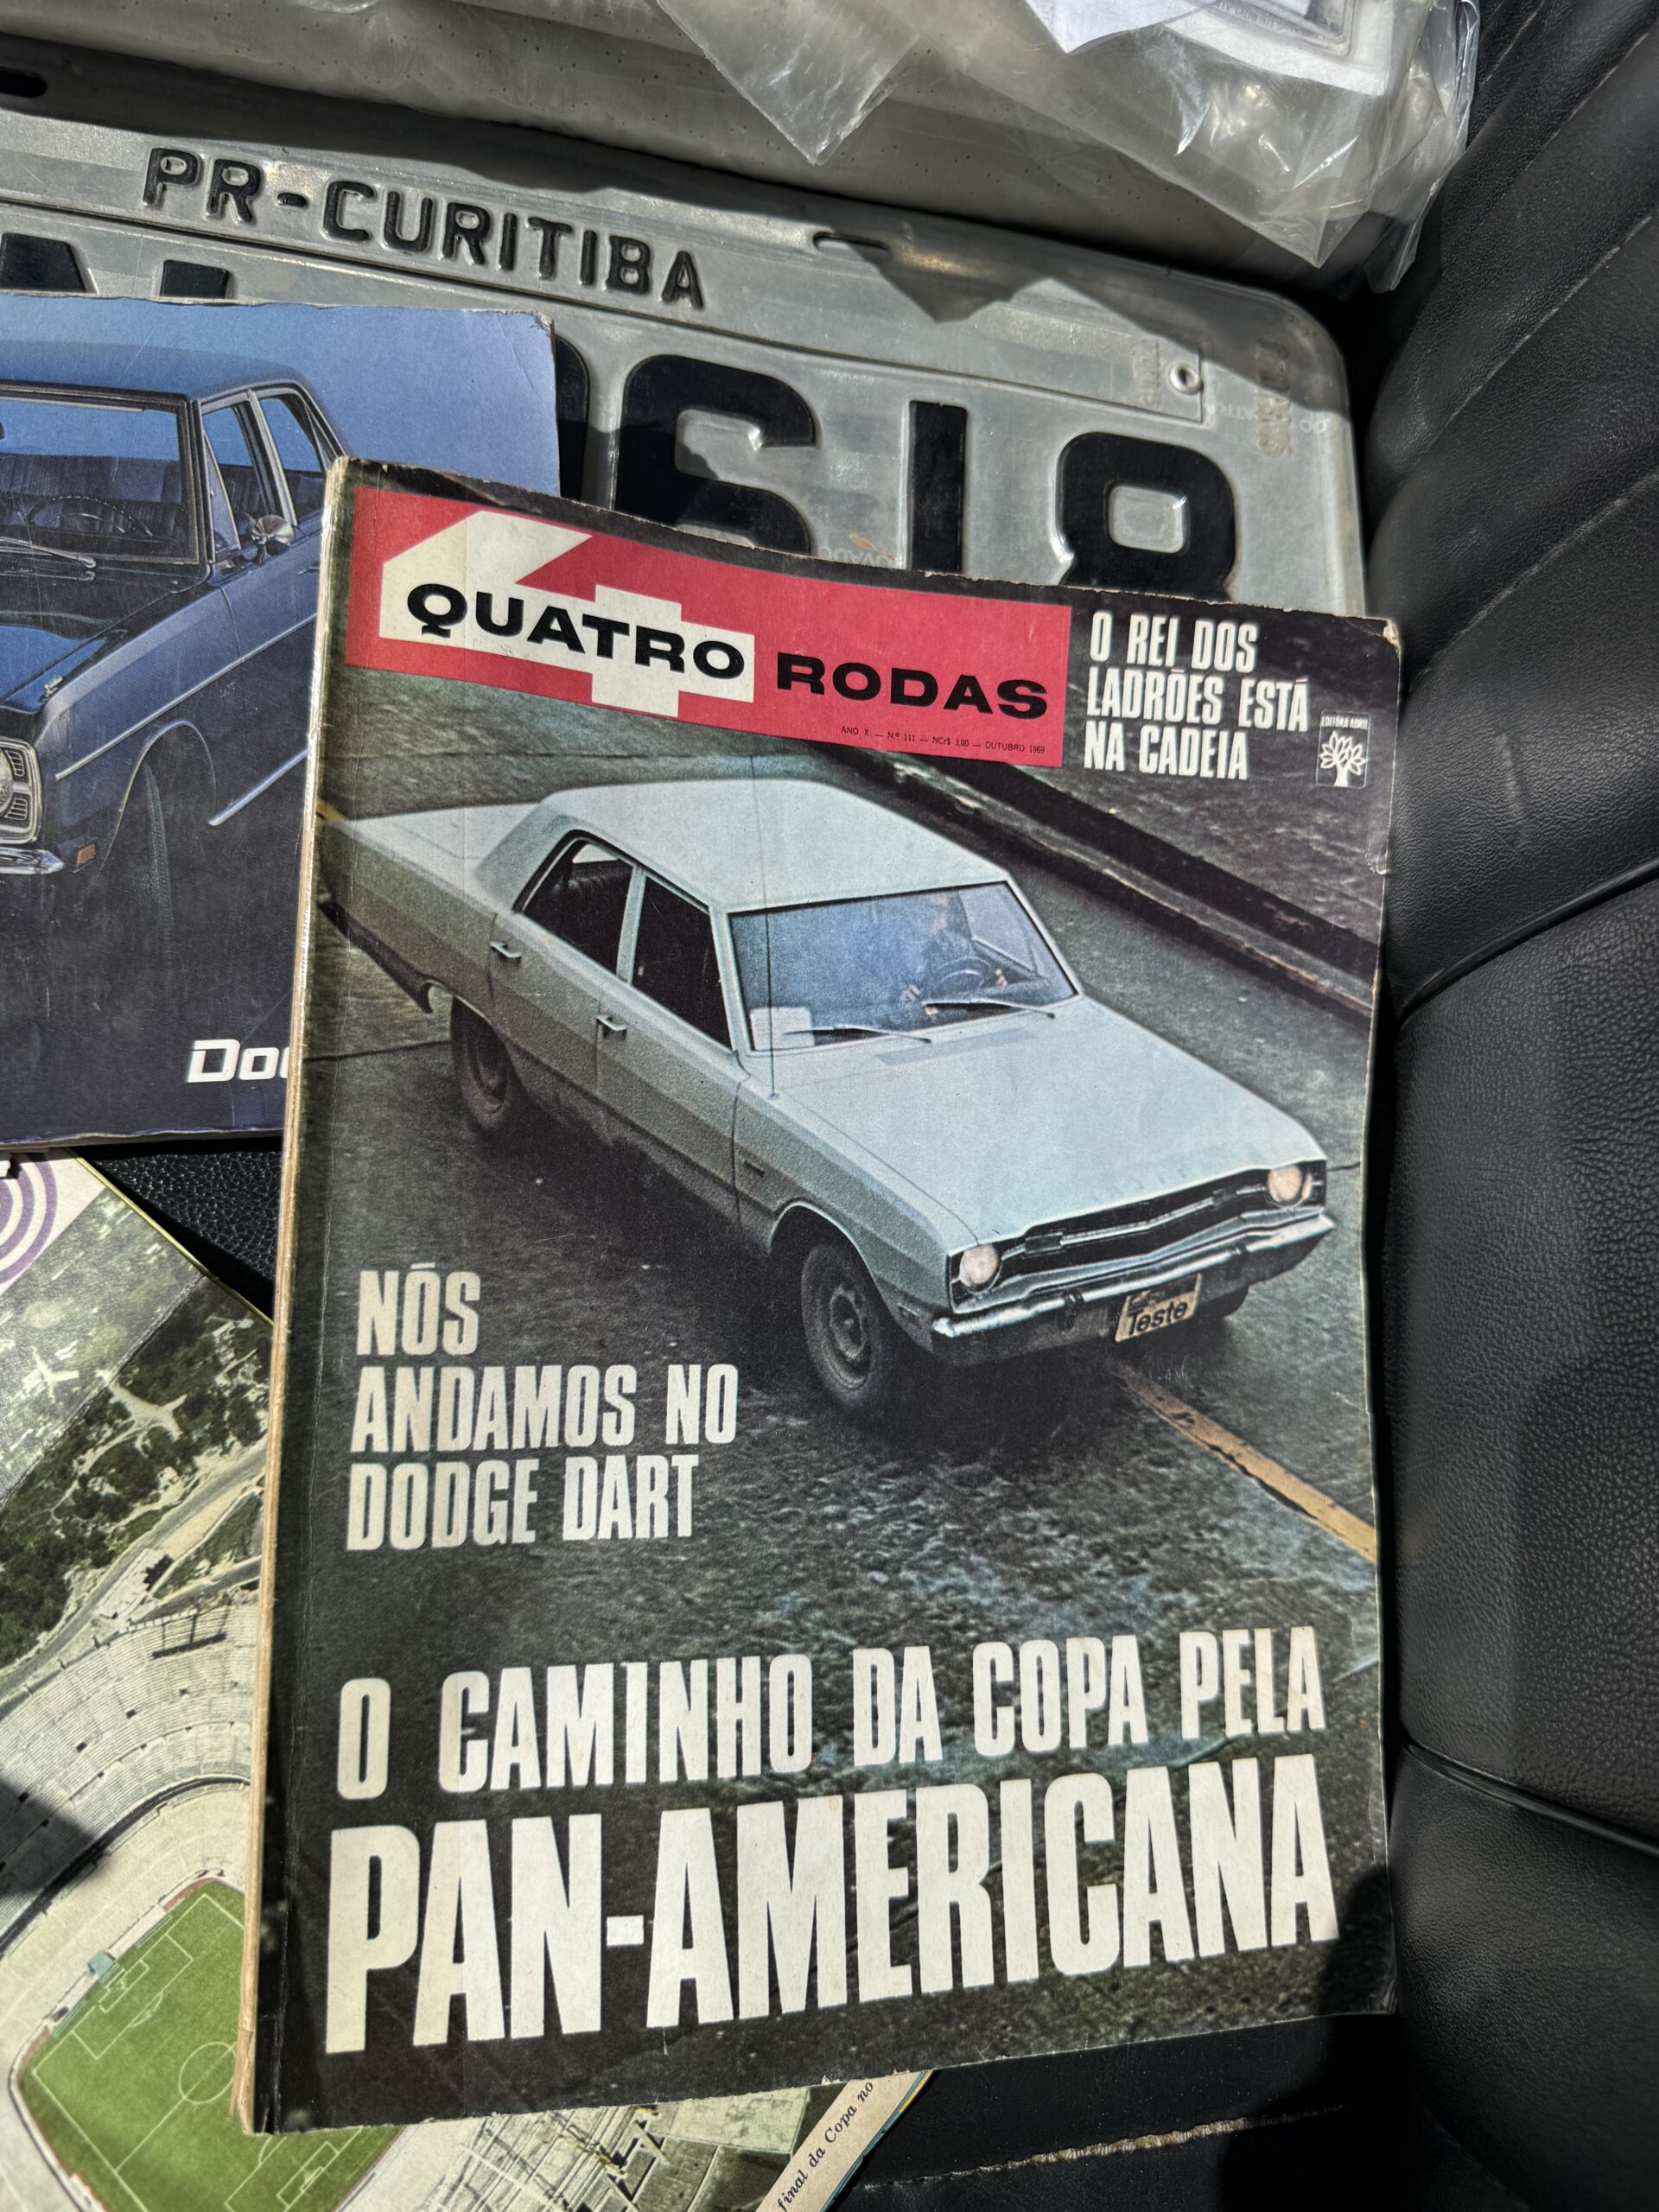 PR-CURITIBA
618
QUATRO RODAS
ANO X — N.º 111 — NCr$ 3,00 — OUTUBRO 1969
O REI DOS
LADRÕES ESTÁ
NA CADEIA
EDITÔRA ABRIL
Teste
NÓS
ANDAMOS NO
DODGE DART
O CAMINHO DA COPA PELA
PAN-AMERICANA
final da Copa no